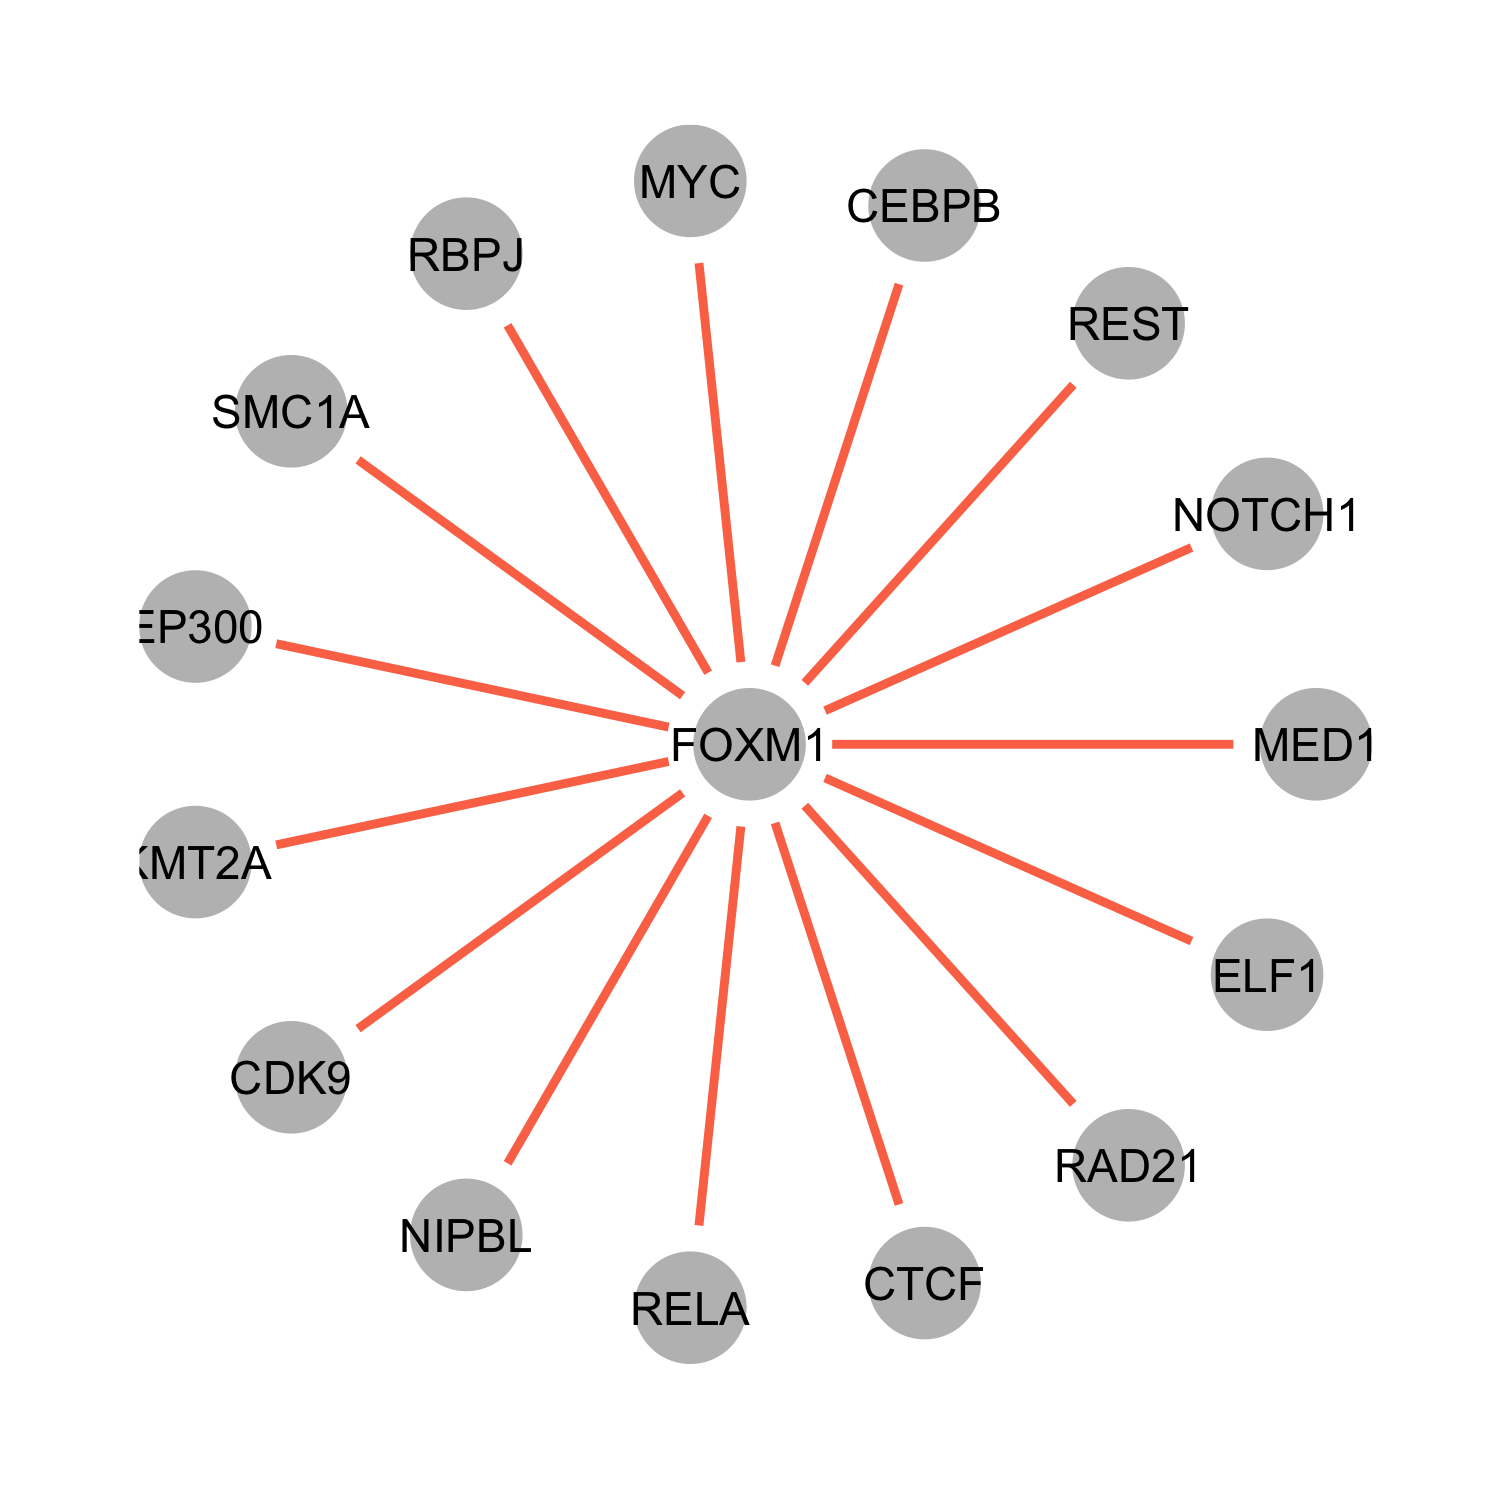 MYC
CEBPB
RBPJ
REST
SMC1A
NOTCH1
EP300
FOXM1
MED1
KMT2A
ELF1
CDK9
RAD21
NIPBL
CTCF
RELA